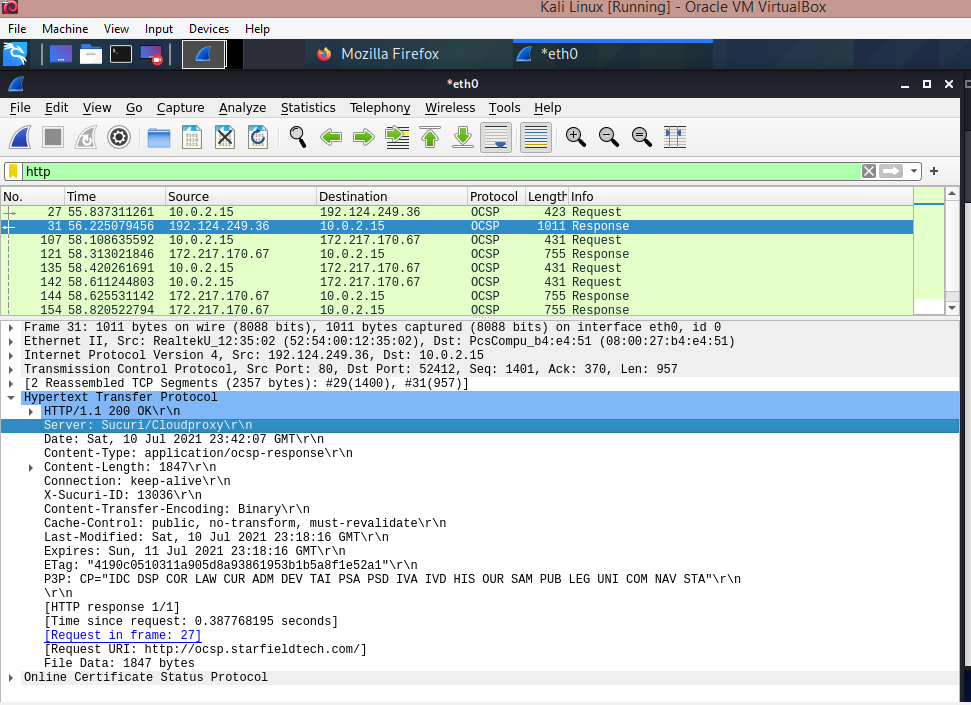 Kali Linux [Running] - Oracle VM VirtualBox
File Machine View Input Devices Help
Mozilla Firefox *eth0
*eth0
File Edit View Go Capture Analyze Statistics Telephony Wireless Tools Help
http
No. Time Source Destination Protocol Length Info
27 55.837311261 10.0.2.15 192.124.249.36 OCSP 423 Request
31 56.225079456 192.124.249.36 10.0.2.15 OCSP 1011 Response
107 58.108635592 10.0.2.15 172.217.170.67 OCSP 431 Request
121 58.313021846 172.217.170.67 10.0.2.15 OCSP 755 Response
135 58.420261691 10.0.2.15 172.217.170.67 OCSP 431 Request
142 58.611244803 10.0.2.15 172.217.170.67 OCSP 431 Request
144 58.625531142 172.217.170.67 10.0.2.15 OCSP 755 Response
154 58.820522794 172.217.170.67 10.0.2.15 OCSP 755 Response
Frame 31: 1011 bytes on wire (8088 bits), 1011 bytes captured (8088 bits) on interface eth0, id 0
Ethernet II, Src: RealtekU_12:35:02 (52:54:00:12:35:02), Dst: PcsCompu_b4:e4:51 (08:00:27:b4:e4:51)
Internet Protocol Version 4, Src: 192.124.249.36, Dst: 10.0.2.15
Transmission Control Protocol, Src Port: 80, Dst Port: 52412, Seq: 1401, Ack: 370, Len: 957
[2 Reassembled TCP Segments (2357 bytes): #29(1400), #31(957)]
Hypertext Transfer Protocol
HTTP/1.1 200 OK\r\n
Server: Sucuri/Cloudproxy\r\n
Date: Sat, 10 Jul 2021 23:42:07 GMT\r\n
Content-Type: application/ocsp-response\r\n
Content-Length: 1847\r\n
Connection: keep-alive\r\n
X-Sucuri-ID: 13036\r\n
Content-Transfer-Encoding: Binary\r\n
Cache-Control: public, no-transform, must-revalidate\r\n
Last-Modified: Sat, 10 Jul 2021 23:18:16 GMT\r\n
Expires: Sun, 11 Jul 2021 23:18:16 GMT\r\n
ETag: "4190c0510311a905d8a93861953b1b5a8f1e52a1"\r\n
P3P: CP="IDC DSP COR LAW CUR ADM DEV TAI PSA PSD IVA IVD HIS OUR SAM PUB LEG UNI COM NAV STA"\r\n
\r\n
[HTTP response 1/1]
[Time since request: 0.387768195 seconds]
[Request in frame: 27]
[Request URI: http://ocsp.starfieldtech.com/]
File Data: 1847 bytes
Online Certificate Status Protocol